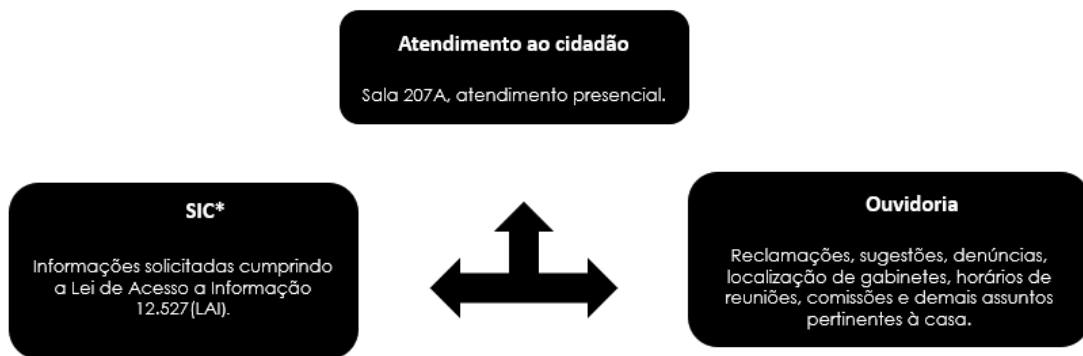 Atendimento ao cidadão
Sala 207A, atendimento presencial.
SIC*
Informações solicitadas cumprindo
a Lei de Acesso a Informação
12.527(LAI).
Ouvidoria
Reclamações, sugestões, denúncias,
localização de gabinetes, horários de
reuniões, comissões e demais assuntos
pertinentes à casa.